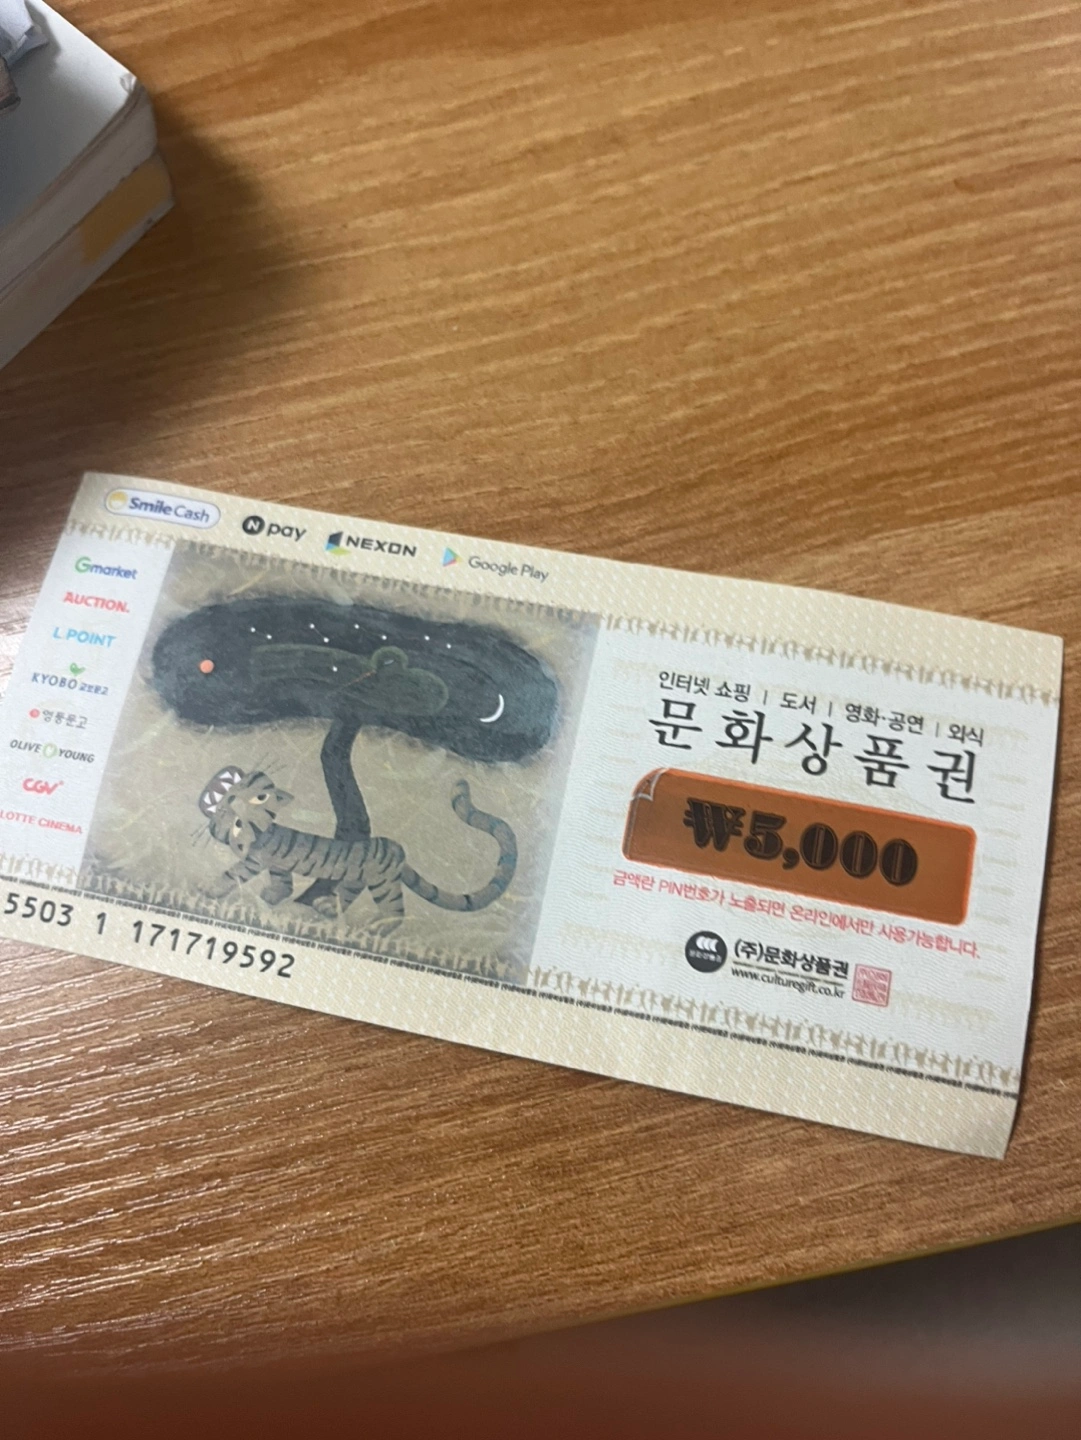 Smile Cash
N pay
NEXON
Google Play
Gmarket
AUCTION.
L.POINT
KYOBO 교보문고
영풍문고
OLIVE YOUNG
CGV
LOTTE CINEMA
5503 1 171719592
인터넷 쇼핑 | 도서 | 영화·공연 | 외식
문화상품권
₩5,000
금액란 PIN번호가 노출되면 온라인에서만 사용가능합니다.
(주)문화상품권
www.culturegift.co.kr